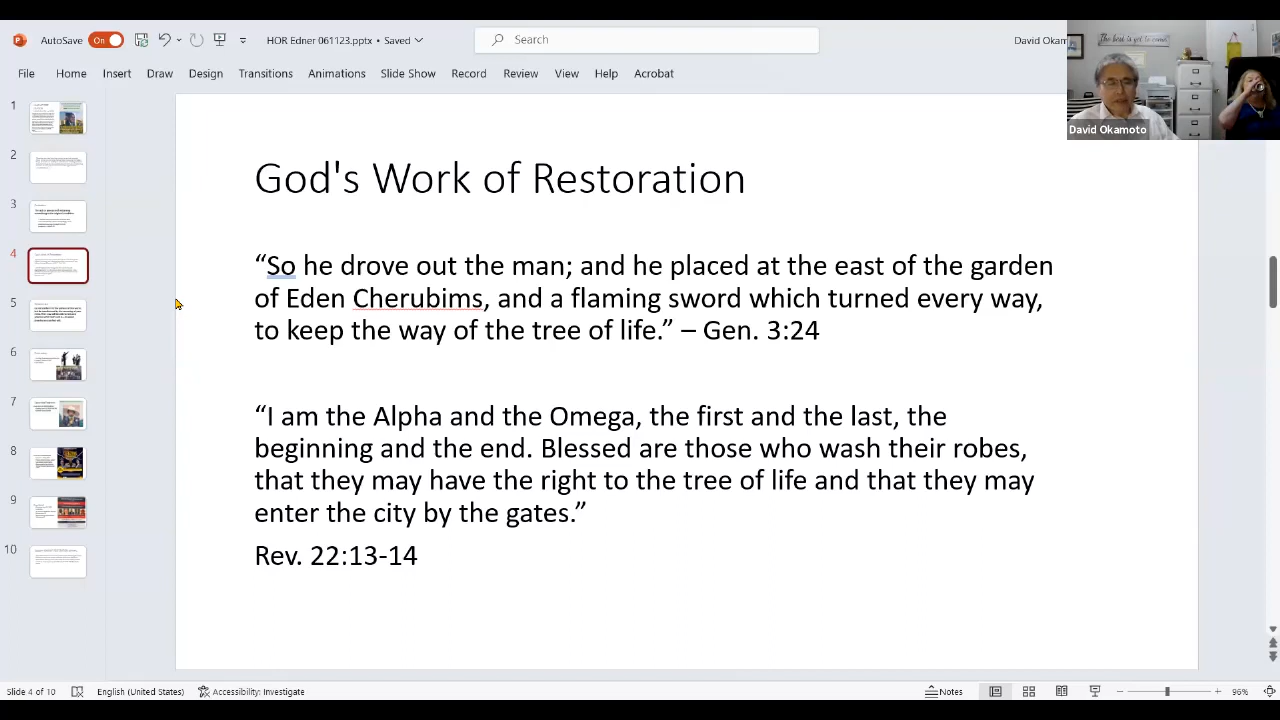 AutoSave On HOR Edner 061123.pptx • Saved Search David Okam
The best is yet to come
David Okamoto
File Home Insert Draw Design Transitions Animations Slide Show Record Review View Help Acrobat
1
2
3
4
5
6
7
8
9
10
God's Work of Restoration
“So he drove out the man; and he placed at the east of the garden
of Eden Cherubims, and a flaming sword which turned every way,
to keep the way of the tree of life.” – Gen. 3:24
“I am the Alpha and the Omega, the first and the last, the
beginning and the end. Blessed are those who wash their robes,
that they may have the right to the tree of life and that they may
enter the city by the gates.”
Rev. 22:13-14
Slide 4 of 10 English (United States) Accessibility: Investigate Notes 96%